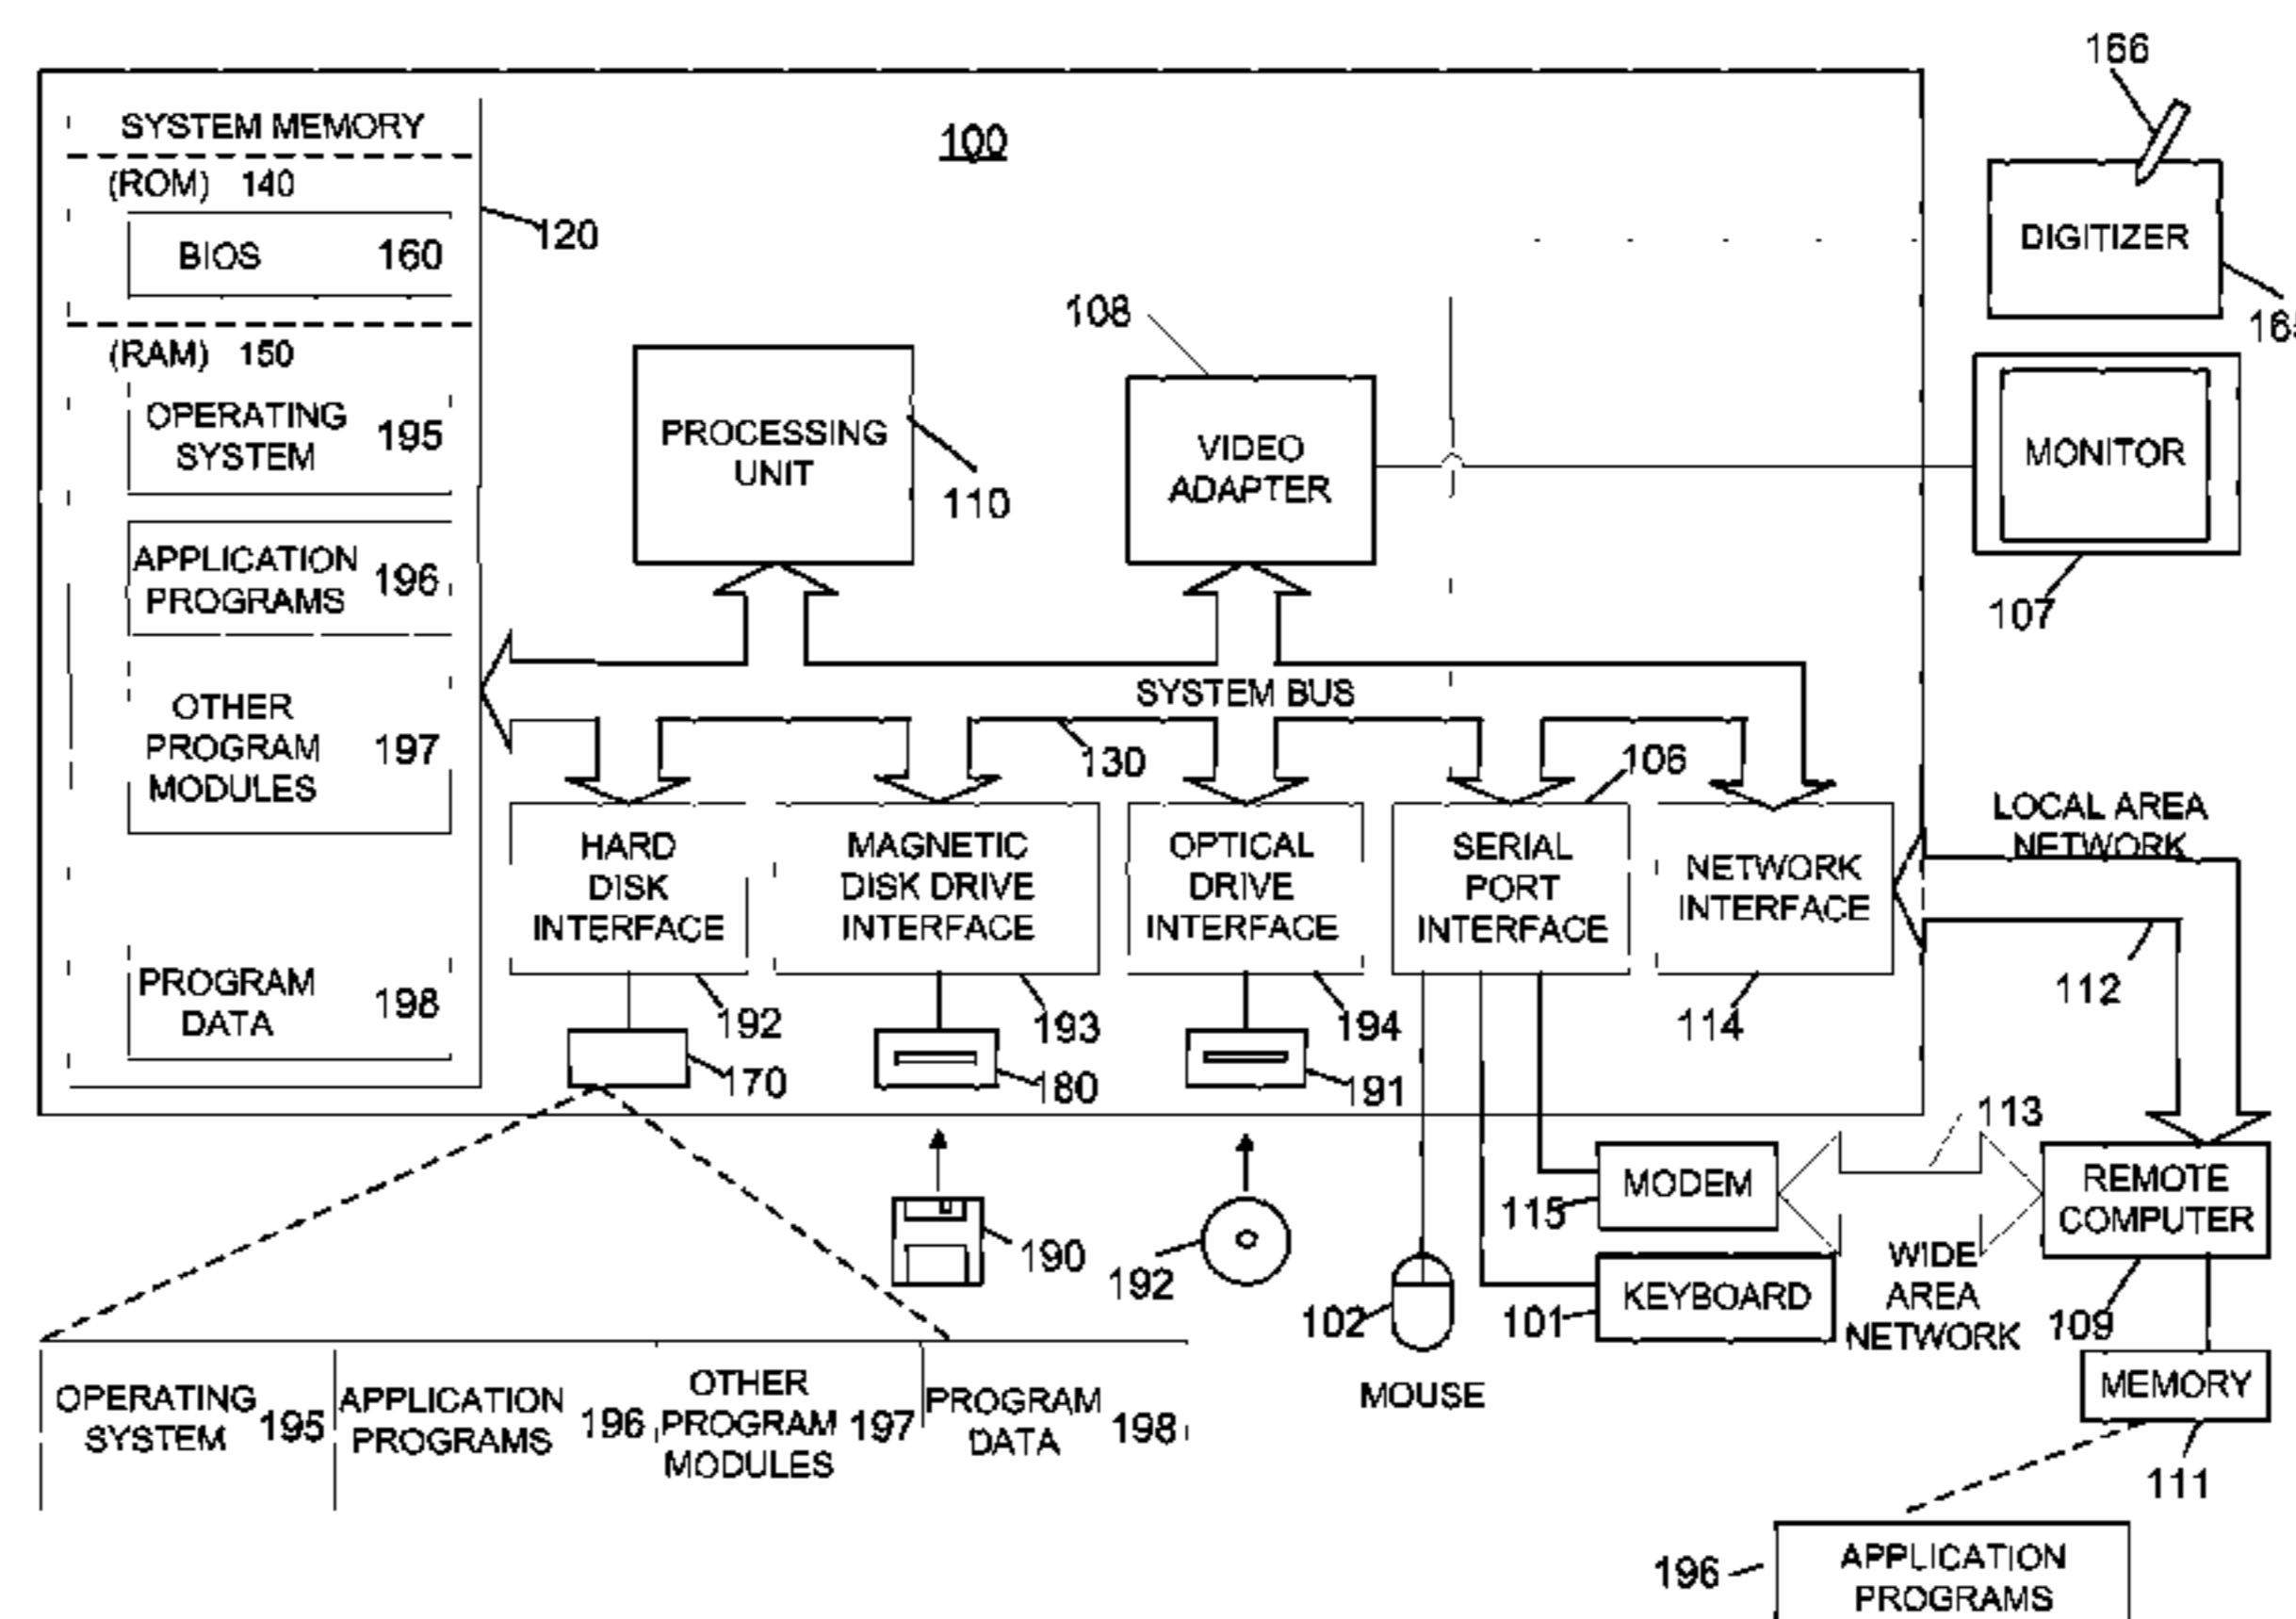 166
SYSTEM MEMORY
100
(ROM) 140
120
BIOS 160
DIGITIZER
108
(RAM) 150
OPERATING
SYSTEM
195
PROCESSING
UNIT
VIDEO
ADAPTER
MONITOR
110
APPLICATION
PROGRAMS
196
107
SYSTEM BUS
OTHER
PROGRAM
MODULES
197
130
106
LOCAL AREA
NETWORK
HARD
DISK
INTERFACE
MAGNETIC
DISK DRIVE
INTERFACE
OPTICAL
DRIVE
INTERFACE
SERIAL
PORT
INTERFACE
NETWORK
INTERFACE
112
PROGRAM
DATA
198
192
193
194
114
170
180
191
113
MODEM
115
REMOTE
COMPUTER
190
192
WIDE
AREA
NETWORK
102
101
KEYBOARD
109
MOUSE
MEMORY
111
OPERATING
SYSTEM
195
APPLICATION
PROGRAMS
196
OTHER
PROGRAM
MODULES
197
PROGRAM
DATA
198
196
APPLICATION
PROGRAMS